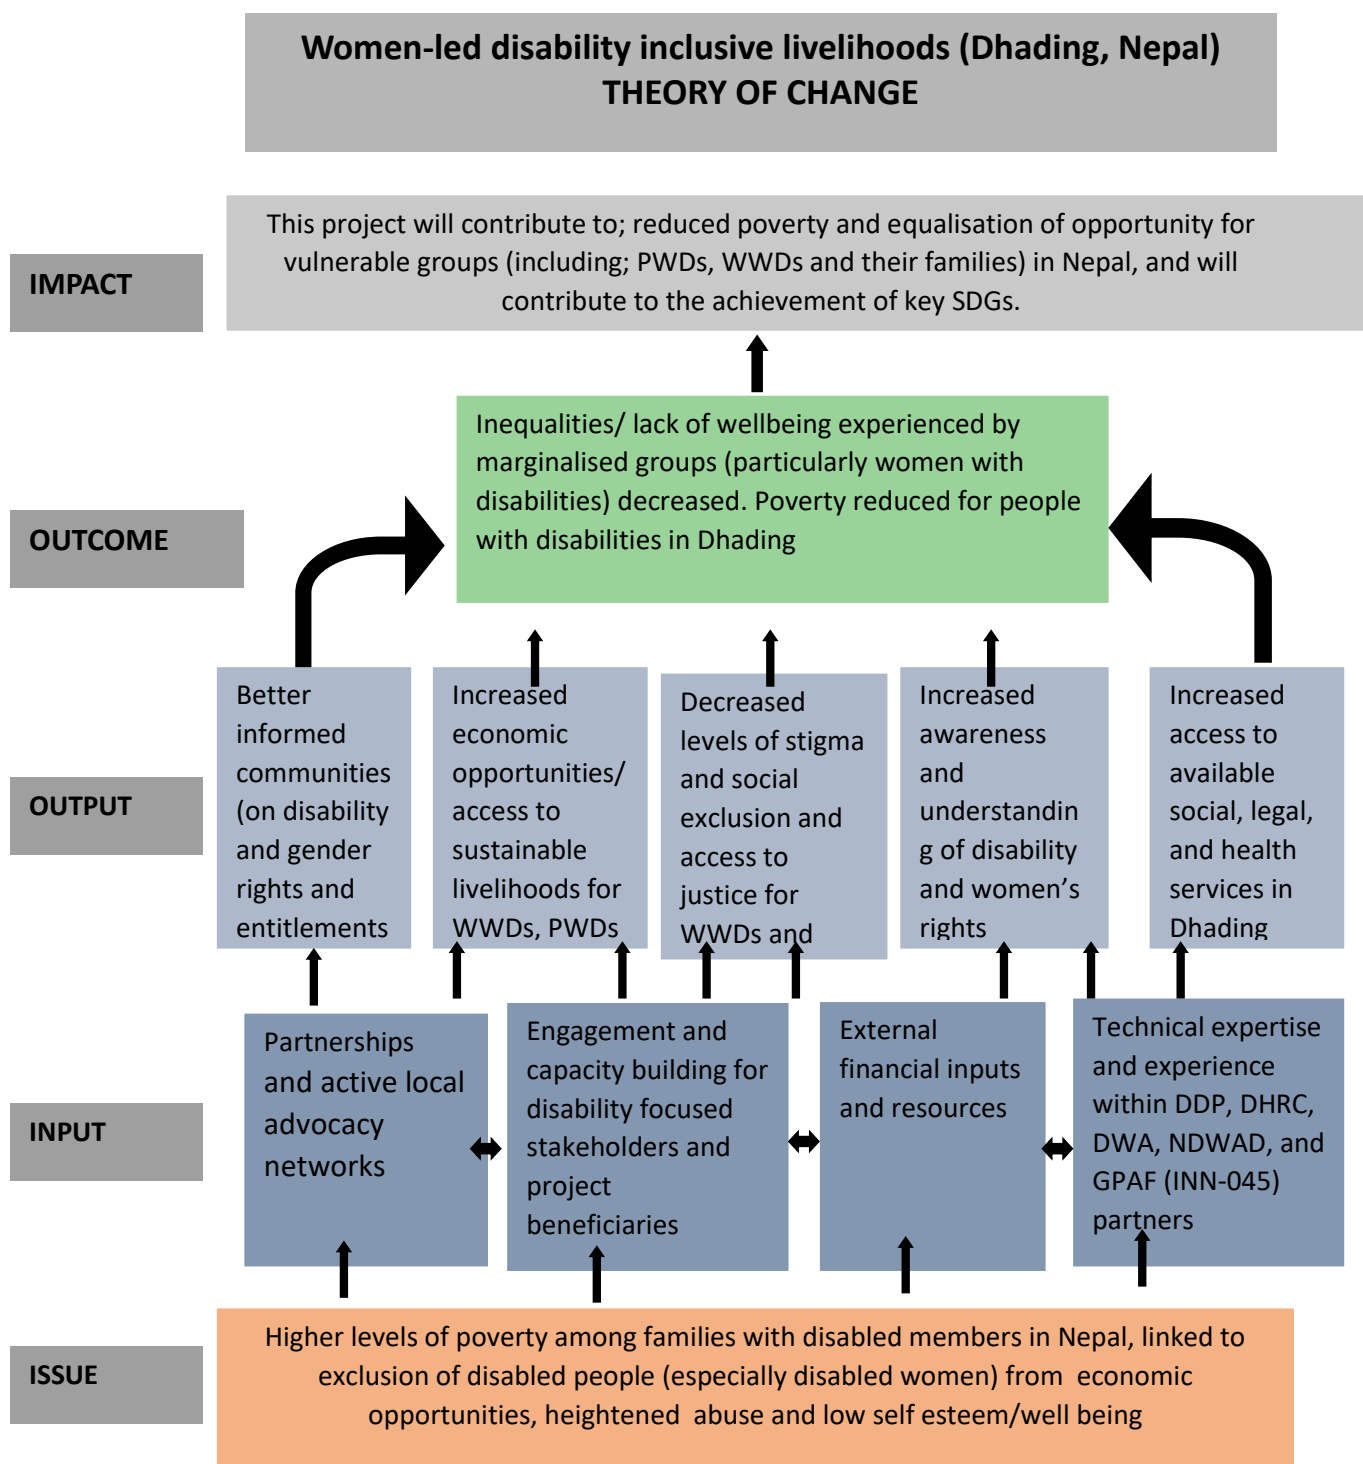 Women-led disability inclusive livelihoods (Dhading, Nepal)
THEORY OF CHANGE
IMPACT
This project will contribute to; reduced poverty and equalisation of opportunity for
vulnerable groups (including; PWDs, WWDs and their families) in Nepal, and will
contribute to the achievement of key SDGs.
OUTCOME
Inequalities/ lack of wellbeing experienced by
marginalised groups (particularly women with
disabilities) decreased. Poverty reduced for people
with disabilities in Dhading
OUTPUT
Better
informed
communities
(on disability
and gender
rights and
entitlements
Increased
economic
opportunities/
access to
sustainable
livelihoods for
WWDs, PWDs
Decreased
levels of stigma
and social
exclusion and
access to
justice for
WWDs and
Increased
awareness
and
understandin
g of disability
and women’s
rights
Increased
access to
available
social, legal,
and health
services in
Dhading
INPUT
Partnerships
and active local
advocacy
networks
Engagement and
capacity building for
disability focused
stakeholders and
project
beneficiaries
External
financial inputs
and resources
Technical expertise
and experience
within DDP, DHRC,
DWA, NDWAD, and
GPAF (INN-045)
partners
ISSUE
Higher levels of poverty among families with disabled members in Nepal, linked to
exclusion of disabled people (especially disabled women) from economic
opportunities, heightened abuse and low self esteem/well being